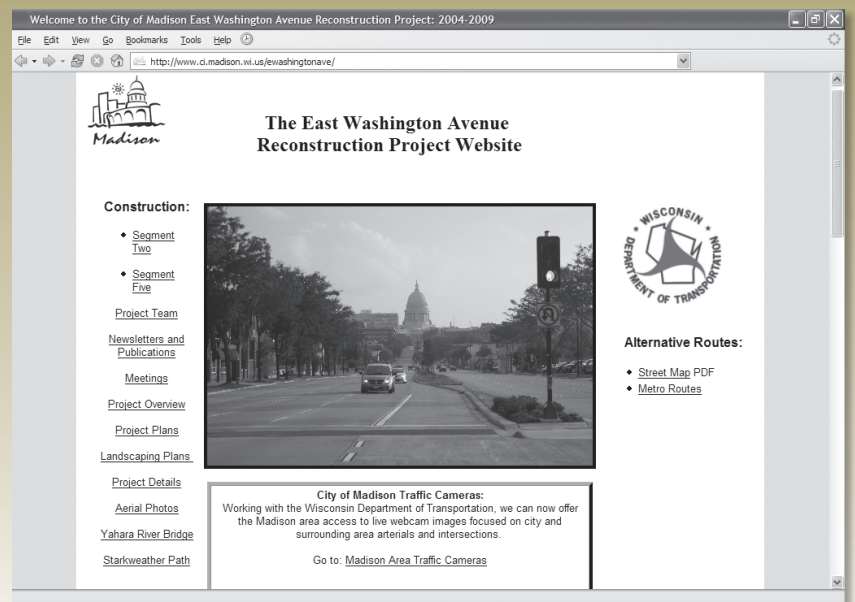 Welcome to the City of Madison East Washington Avenue Reconstruction Project: 2004-2009
File Edit View Go Bookmarks Tools Help
http://www.ci.madison.wi.us/ewashingtonave/
Madison
The East Washington Avenue
Reconstruction Project Website
Construction:
Segment
Two
Segment
Five
Project Team
Newsletters and
Publications
Meetings
Project Overview
Project Plans
Landscaping Plans
Project Details
Aerial Photos
Yahara River Bridge
Starkweather Path
City of Madison Traffic Cameras:
Working with the Wisconsin Department of Transportation, we can now offer
the Madison area access to live webcam images focused on city and
surrounding area arterials and intersections.
Go to: Madison Area Traffic Cameras
WISCONSIN
DEPARTMENT OF TRANSPORTATION
Alternative Routes:
Street Map PDF
Metro Routes